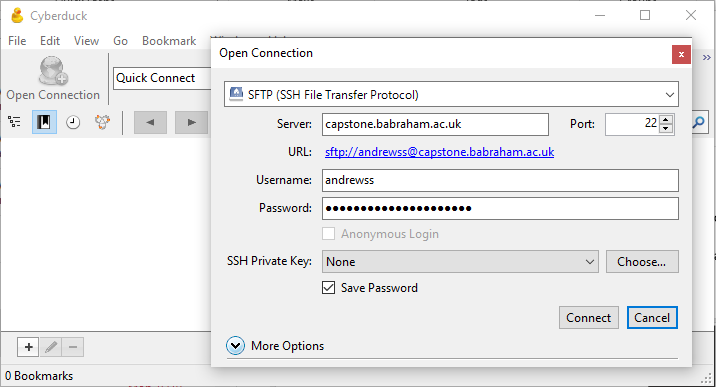 Cyberduck
File Edit View Go Bookmark
Open Connection
Quick Connect
Open Connection
SFTP (SSH File Transfer Protocol)
Server: capstone.babraham.ac.uk Port: 22
URL: sftp://andrewss@capstone.babraham.ac.uk
Username: andrewss
Password: ●●●●●●●●●●●●●●●●●●●●●
Anonymous Login
SSH Private Key: None Choose...
Save Password
Connect Cancel
More Options
0 Bookmarks